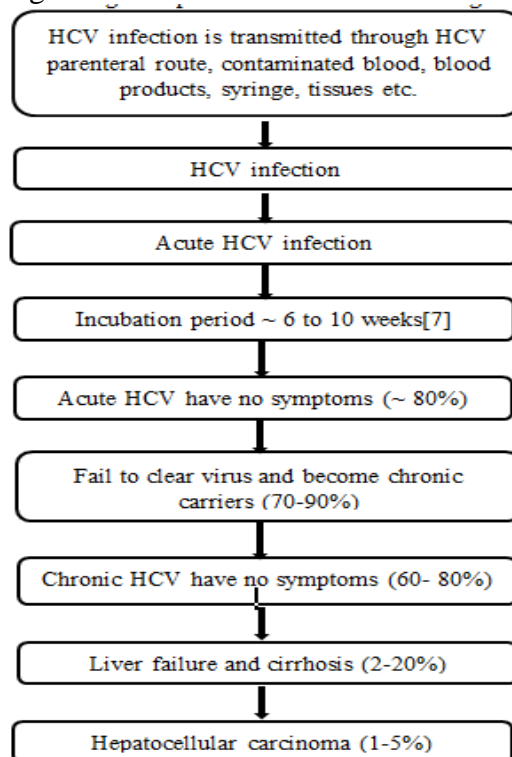 HCV infection is transmitted through HCV
parenteral route, contaminated blood, blood
products, syringe, tissues etc.
HCV infection
Acute HCV infection
Incubation period ~ 6 to 10 weeks[7]
Acute HCV have no symptoms (~ 80%)
Fail to clear virus and become chronic
carriers (70-90%)
Chronic HCV have no symptoms (60- 80%)
Liver failure and cirrhosis (2-20%)
Hepatocellular carcinoma (1-5%)